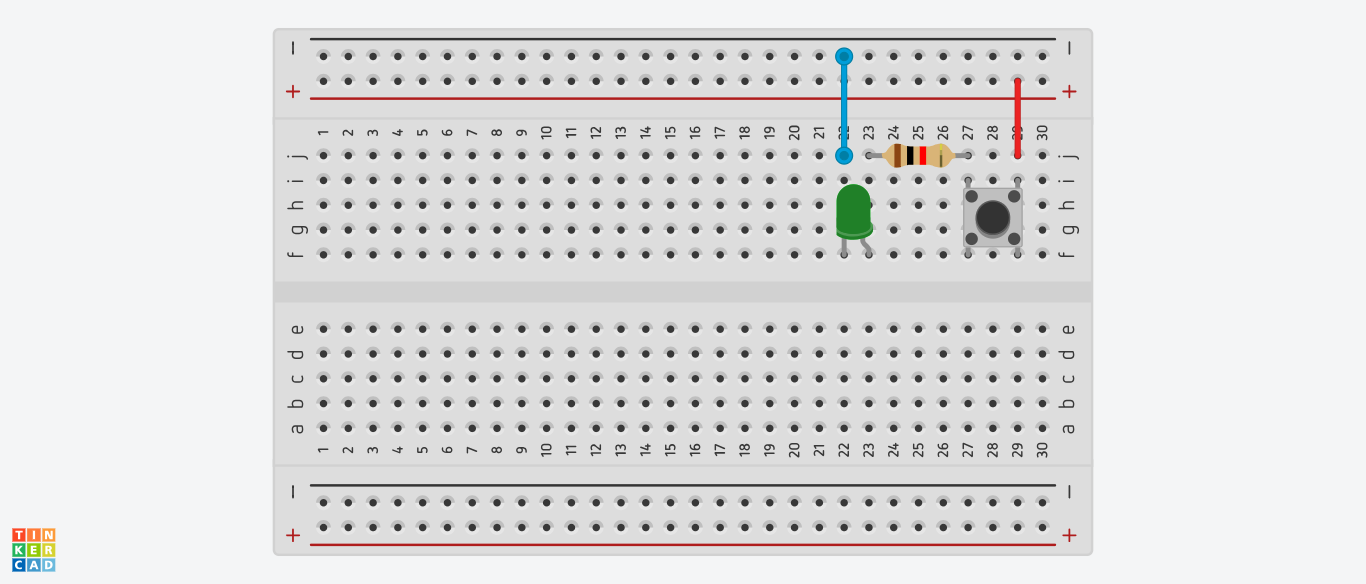 − −
+ +
1 2 3 4 5 6 7 8 9 10 11 12 13 14 15 16 17 18 19 20 21 22 23 24 25 26 27 28 29 30
j j
i i
h h
g g
f f
e e
d d
c c
b b
a a
1 2 3 4 5 6 7 8 9 10 11 12 13 14 15 16 17 18 19 20 21 22 23 24 25 26 27 28 29 30
− −
+ +
TIN
KER
CAD